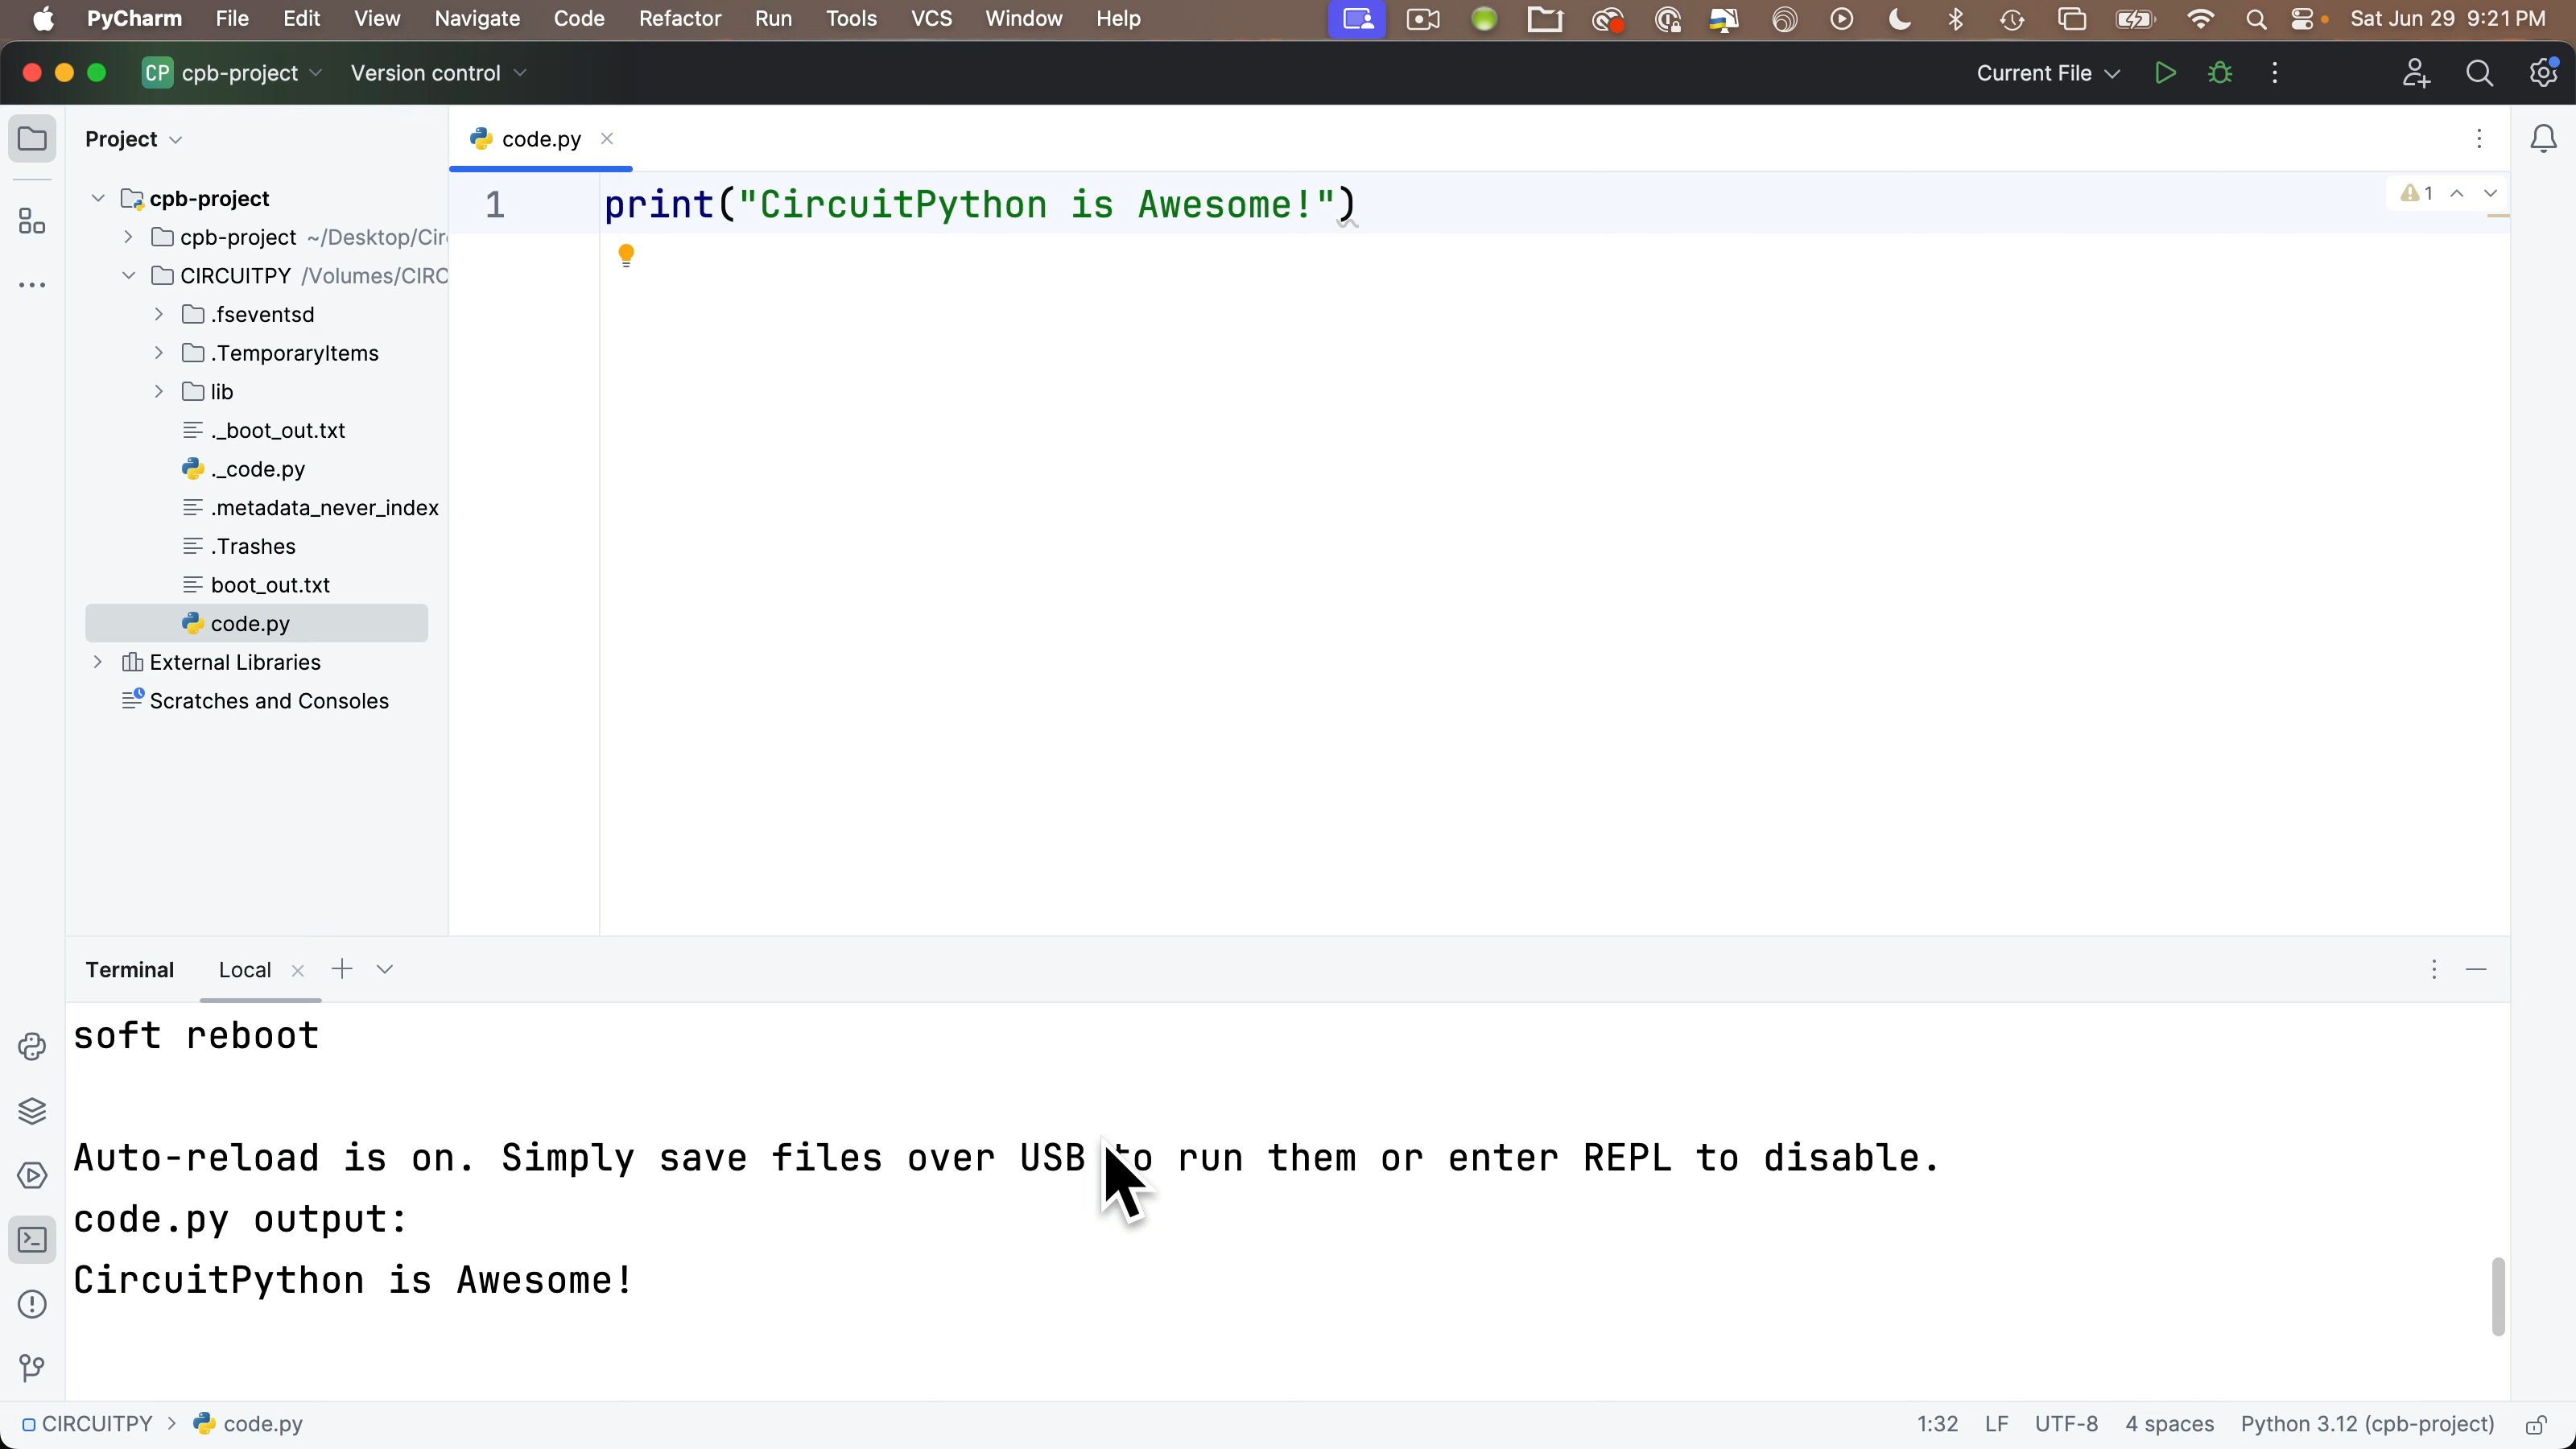 PyCharm File Edit View Navigate Code Refactor Run Tools VCS Window Help Sat Jun 29 9:21 PM
CP cpb-project Version control Current File
Project
code.py
cpb-project
cpb-project ~/Desktop/Cir
CIRCUITPY /Volumes/CIRC
.fseventsd
.TemporaryItems
lib
._boot_out.txt
._code.py
.metadata_never_index
.Trashes
boot_out.txt
code.py
External Libraries
Scratches and Consoles
1 print("CircuitPython is Awesome!")
1
Terminal Local
soft reboot
Auto-reload is on. Simply save files over USB to run them or enter REPL to disable.
code.py output:
CircuitPython is Awesome!
CIRCUITPY > code.py 1:32 LF UTF-8 4 spaces Python 3.12 (cpb-project)